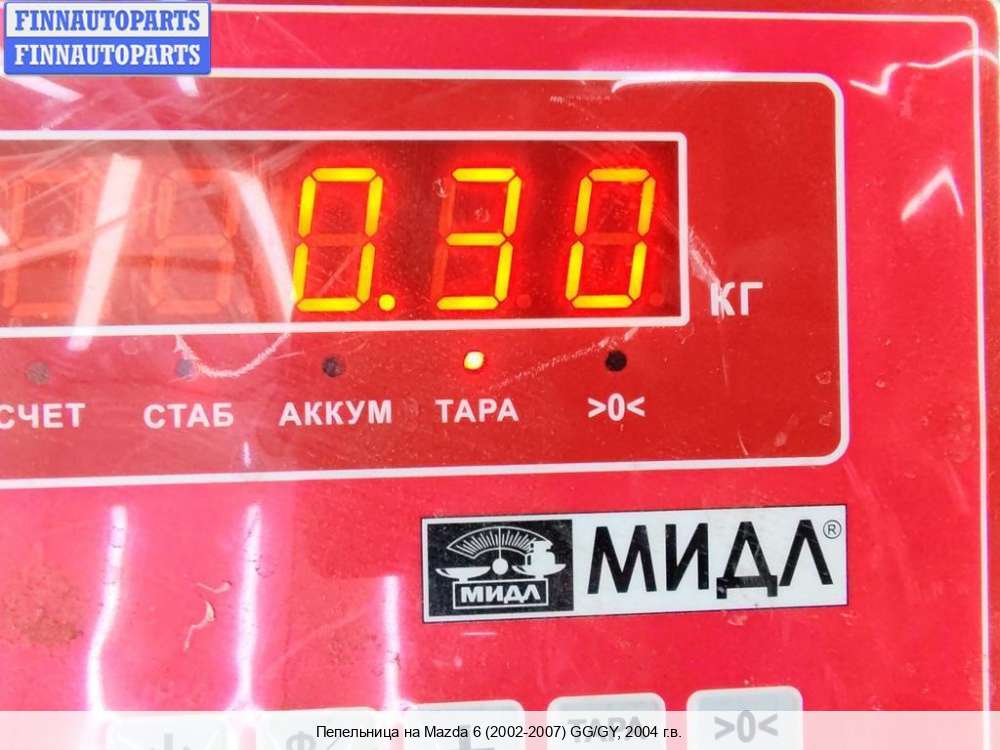 FINNAUTOPARTS
FINNAUTOPARTS
0.30
КГ
СЧЕТ СТАБ АККУМ ТАРА >0<
МИДЛ МИДЛ®
ТАРА >0<
Пепельница на Mazda 6 (2002-2007) GG/GY, 2004 г.в.